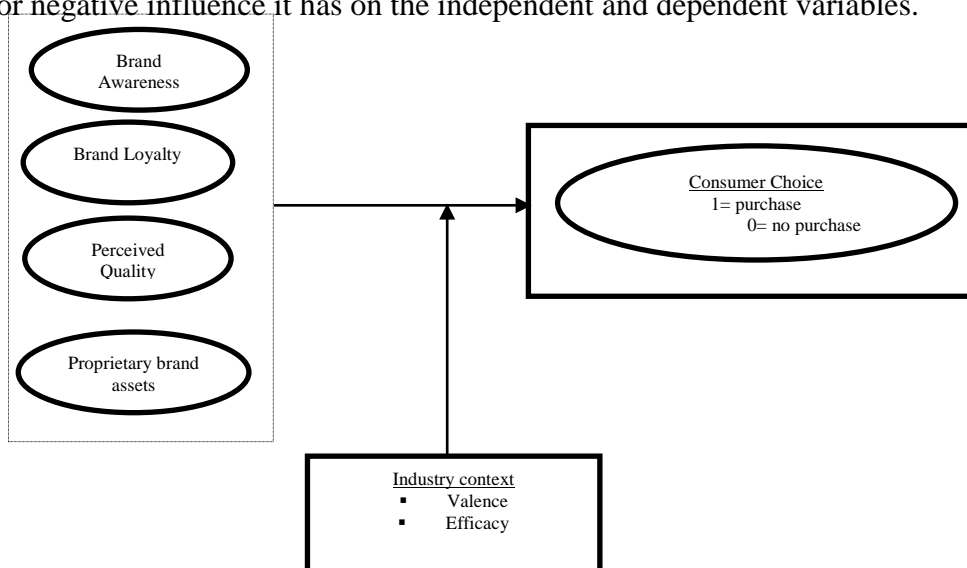 or negative influence it has on the independent and dependent variables.
Brand
Awareness
Brand Loyalty
Perceived
Quality
Proprietary brand
assets
Consumer Choice
1= purchase
0= no purchase
Industry context
▪ Valence
▪ Efficacy